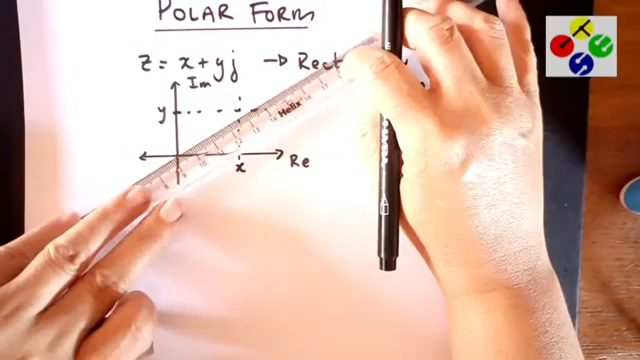 POLAR FORM
z = x + yj → Rect
Im
y
Helix
x
Re